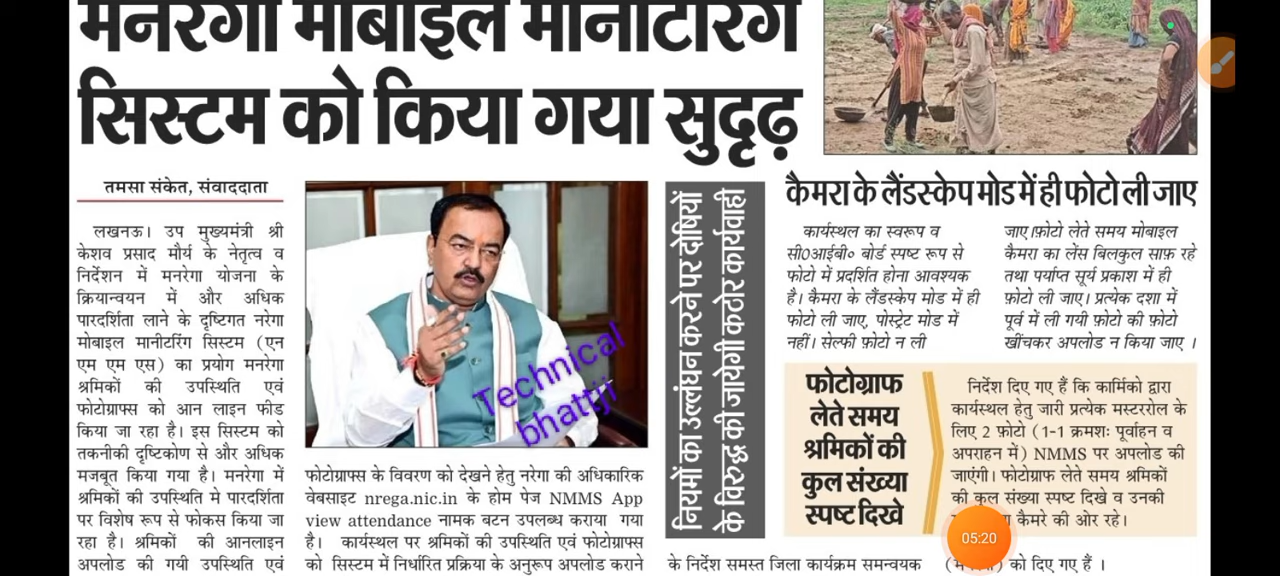 मनरेगा मोबाइल मॉनीटरिंग
सिस्टम को किया गया सुदृढ़
तमसा संकेत, संवाददाता
लखनऊ। उप मुख्यमंत्री श्री
केशव प्रसाद मौर्य के नेतृत्व व
निर्देशन में मनरेगा योजना के
क्रियान्वयन में और अधिक
पारदर्शिता लाने के दृष्टिगत नरेगा
मोबाइल मानीटरिंग सिस्टम (एन
एम एम एस) का प्रयोग मनरेगा
श्रमिकों की उपस्थिति एवं
फोटोग्राफ्स को आन लाइन फीड
किया जा रहा है। इस सिस्टम को
तकनीकी दृष्टिकोण से और अधिक
मजबूत किया गया है। मनरेगा में
श्रमिकों की उपस्थिति मे पारदर्शिता
पर विशेष रूप से फोकस किया जा
रहा है। श्रमिकों की आनलाइन
अपलोड की गयी उपस्थिति एवं
Technical
bhattji
फोटोग्राफ्स के विवरण को देखने हेतु नरेगा की अधिकारिक
वेबसाइट nrega.nic.in के होम पेज NMMS App
view attendance नामक बटन उपलब्ध कराया गया
है। कार्यस्थल पर श्रमिकों की उपस्थिति एवं फोटोग्राफ्स
को सिस्टम में निर्धारित प्रक्रिया के अनुरूप अपलोड कराने
नियमों का उल्लंघन करने पर दोषियों
के विरुद्ध की जायेगी कठोर कार्यवाही
कैमरा के लैंडस्केप मोड में ही फोटो ली जाए
कार्यस्थल का स्वरूप व
सी0आई0बी० बोर्ड स्पष्ट रूप से
फोटो में प्रदर्शित होना आवश्यक
है। कैमरा के लैंडस्केप मोड में ही
फोटो ली जाए, पोस्ट्रेट मोड में
नहीं। सेल्फी फ़ोटो न ली
जाए।फ़ोटो लेते समय मोबाइल
कैमरा का लेंस बिलकुल साफ़ रहे
तथा पर्याप्त सूर्य प्रकाश में ही
फ़ोटो ली जाए। प्रत्येक दशा में
पूर्व में ली गयी फ़ोटो की फ़ोटो
खींचकर अपलोड न किया जाए ।
फोटोग्राफ
लेते समय
श्रमिकों की
कुल संख्या
स्पष्ट दिखे
निर्देश दिए गए हैं कि कार्मिको द्वारा
कार्यस्थल हेतु जारी प्रत्येक मस्टररोल के
लिए 2 फ़ोटो (1-1 क्रमशः पूर्वाहन व
अपराहन में) NMMS पर अपलोड की
जाएंगी। फोटोग्राफ लेते समय श्रमिकों
की कुल संख्या स्पष्ट दिखे व उनकी
कैमरे की ओर रहे।
05:20
के निर्देश समस्त जिला कार्यक्रम समन्वयक
को दिए गए हैं ।